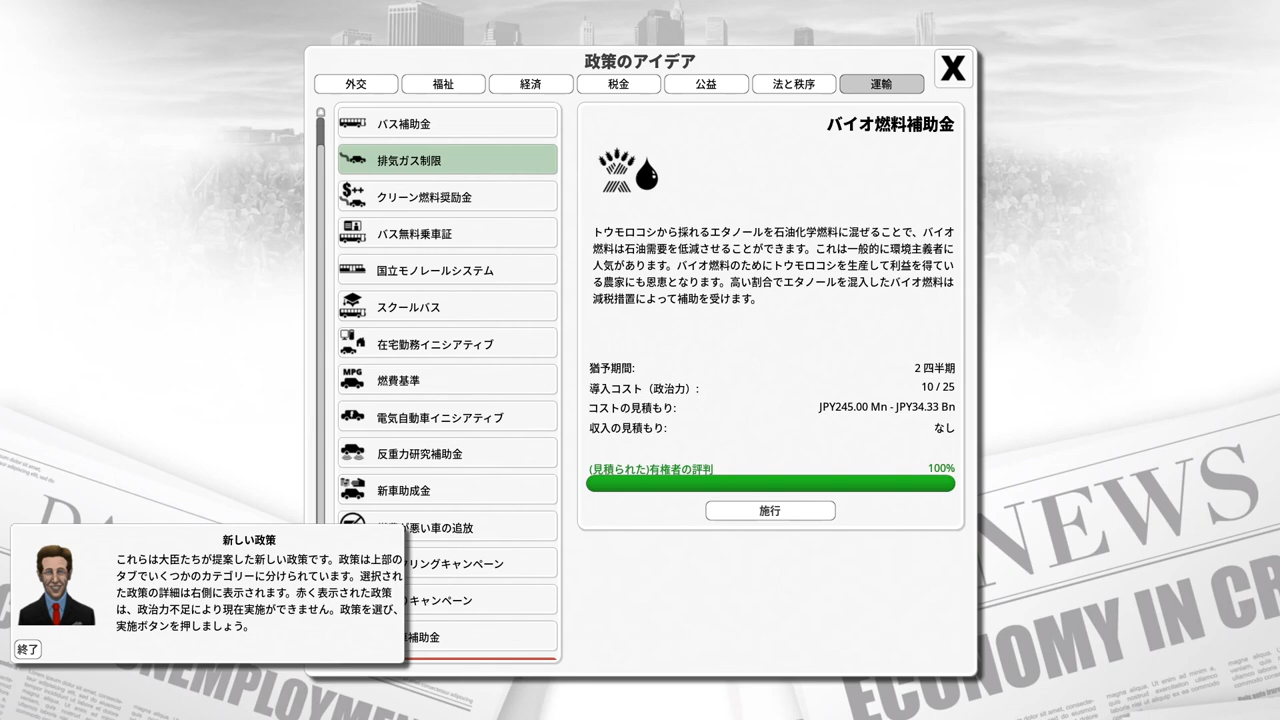 政策のアイデア
X
外交
福祉
経済
税金
公益
法と秩序
運輸
バス補助金
排気ガス制限
クリーン燃料奨励金
バス無料乗車証
国立モノレールシステム
スクールバス
在宅勤務イニシアティブ
MPG
燃費基準
電気自動車イニシアティブ
反重力研究補助金
新車助成金
が悪い車の追放
リングキャンペーン
りキャンペーン
補助金
バイオ燃料補助金
トウモロコシから採れるエタノールを石油化学燃料に混ぜることで、バイオ
燃料は石油需要を低減させることができます。これは一般的に環境主義者に
人気があります。バイオ燃料のためにトウモロコシを生産して利益を得てい
る農家にも恩恵となります。高い割合でエタノールを混入したバイオ燃料は
減税措置によって補助を受けます。
猶予期間: 2 四半期
導入コスト（政治力）: 10 / 25
コストの見積もり: JPY245.00 Mn - JPY34.33 Bn
収入の見積もり: なし
(見積られた)有権者の評判 100%
施行
新しい政策
これらは大臣たちが提案した新しい政策です。政策は上部の
タブでいくつかのカテゴリーに分けられています。選択され
た政策の詳細は右側に表示されます。赤く表示された政策
は、政治力不足により現在実施ができません。政策を選び、
実施ボタンを押しましょう。
終了
NEWS
ECONOMY IN CR
NEMPLOYMENT